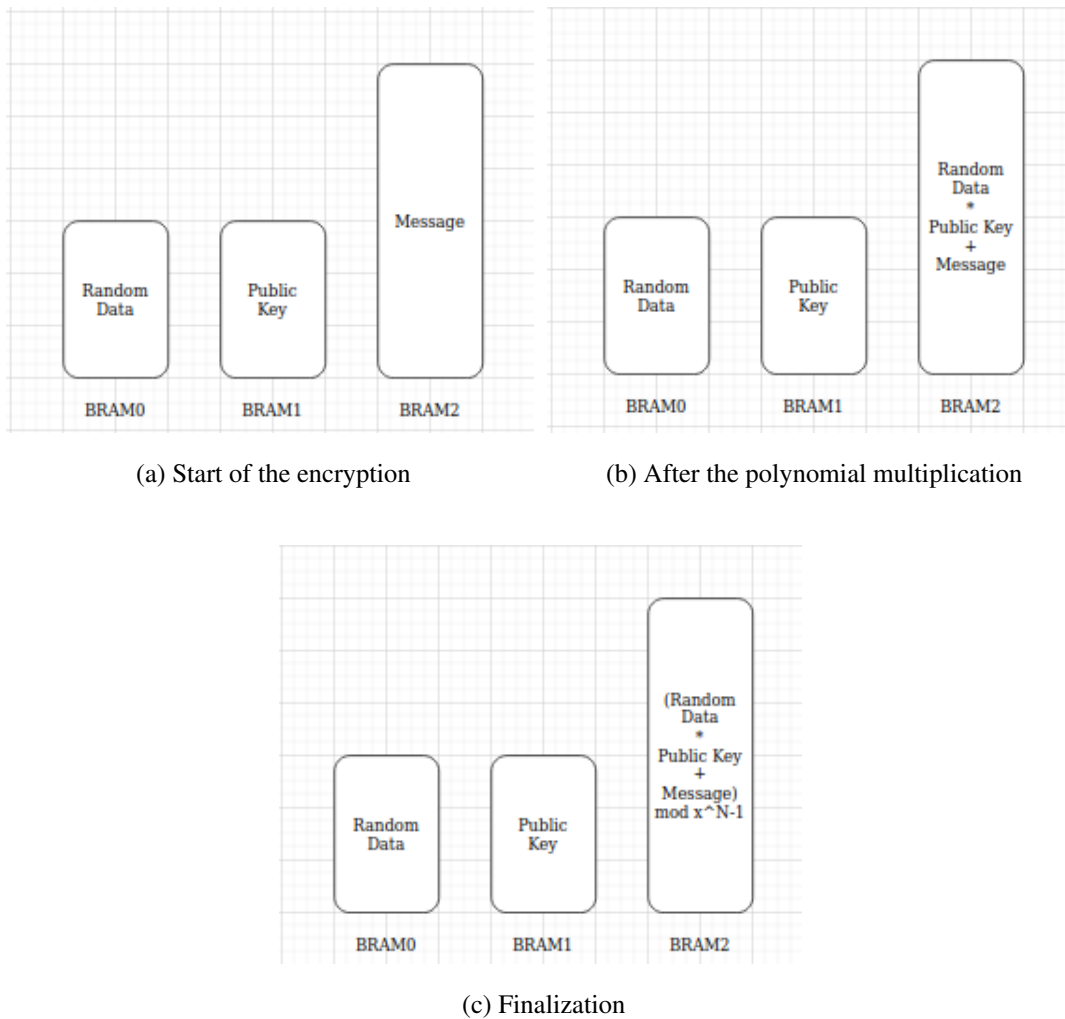 Random
Data
Public
Key
Message
BRAM0
BRAM1
BRAM2
(a) Start of the encryption
Random
Data
Public
Key
Random
Data
*
Public Key
+
Message
BRAM0
BRAM1
BRAM2
(b) After the polynomial multiplication
Random
Data
Public
Key
(Random
Data
*
Public Key
+
Message)
mod x^N-1
BRAM0
BRAM1
BRAM2
(c) Finalization